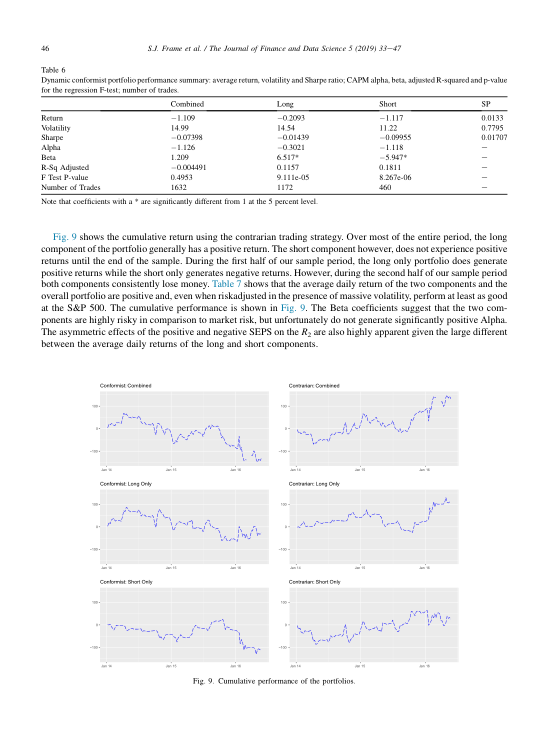 46
S.J. Frame et al. / The Journal of Finance and Data Science 5 (2019) 33–47
Table 6
Dynamic conformist portfolio performance summary: average return, volatility and Sharpe ratio; CAPM alpha, beta, adjusted R-squared and p-value
for the regression F-test; number of trades.
Combined Long Short SP
Return −1.109 −0.2093 −1.117 0.0133
Volatility 14.99 14.54 11.22 0.7795
Sharpe −0.07398 −0.01439 −0.09955 0.01707
Alpha −1.126 −0.3021 −1.118 –
Beta 1.209 6.517* −5.947* –
R-Sq Adjusted −0.004491 0.1157 0.1811 –
F Test P-value 0.4953 9.111e-05 8.267e-06 –
Number of Trades 1632 1172 460 –
Note that coefficients with a * are significantly different from 1 at the 5 percent level.
Fig. 9 shows the cumulative return using the contrarian trading strategy. Over most of the entire period, the long
component of the portfolio generally has a positive return. The short component however, does not experience positive
returns until the end of the sample. During the first half of our sample period, the long only portfolio does generate
positive returns while the short only generates negative returns. However, during the second half of our sample period
both components consistently lose money. Table 7 shows that the average daily return of the two components and the
overall portfolio are positive and, even when riskadjusted in the presence of massive volatility, perform at least as good
at the S&P 500. The cumulative performance is shown in Fig. 9. The Beta coefficients suggest that the two com-
ponents are highly risky in comparison to market risk, but unfortunately do not generate significantly positive Alpha.
The asymmetric effects of the positive and negative SEPS on the R2 are also highly apparent given the large different
between the average daily returns of the long and short components.
Conformist: Combined
100
0
−100
Jan 14 Jan 15 Jan 16
Contrarian: Combined
100
0
−100
Jan 14 Jan 15 Jan 16
Conformist: Long Only
100
0
−100
Jan 14 Jan 15 Jan 16
Contrarian: Long Only
100
0
−100
Jan 14 Jan 15 Jan 16
Conformist: Short Only
100
0
−100
Jan 14 Jan 15 Jan 16
Contrarian: Short Only
100
0
−100
Jan 14 Jan 15 Jan 16
Fig. 9. Cumulative performance of the portfolios.